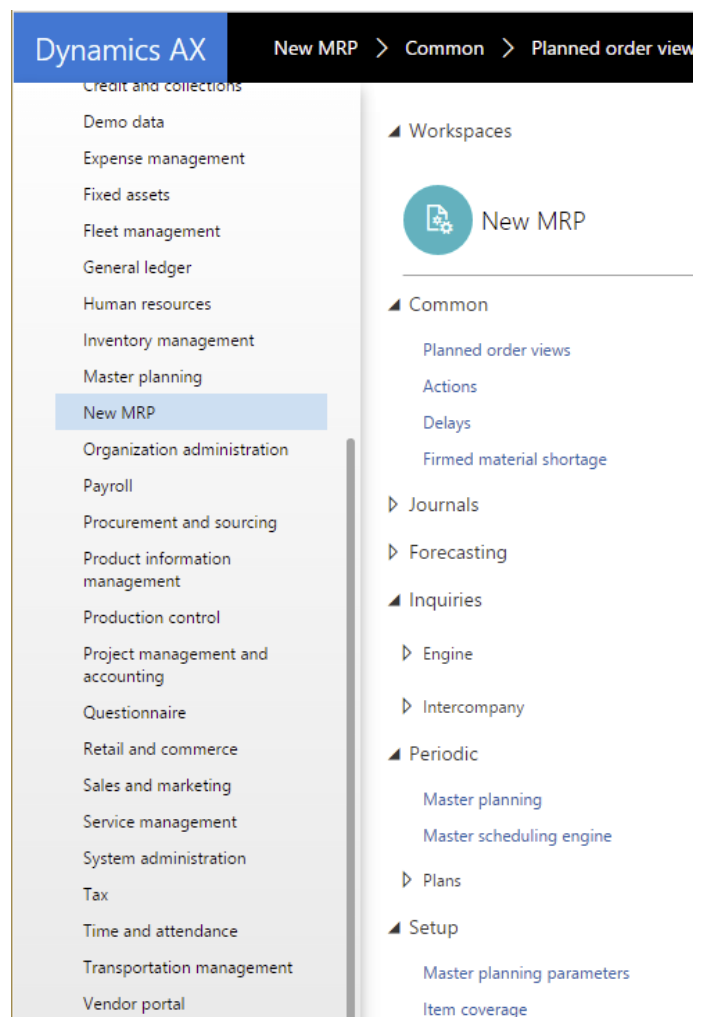 Dynamics AX
New MRP > Common > Planned order view
Credit and collections
Demo data
Expense management
Fixed assets
Fleet management
General ledger
Human resources
Inventory management
Master planning
New MRP
Organization administration
Payroll
Procurement and sourcing
Product information
management
Production control
Project management and
accounting
Questionnaire
Retail and commerce
Sales and marketing
Service management
System administration
Tax
Time and attendance
Transportation management
Vendor portal
Workspaces
New MRP
Common
Planned order views
Actions
Delays
Firmed material shortage
Journals
Forecasting
Inquiries
Engine
Intercompany
Periodic
Master planning
Master scheduling engine
Plans
Setup
Master planning parameters
Item coverage